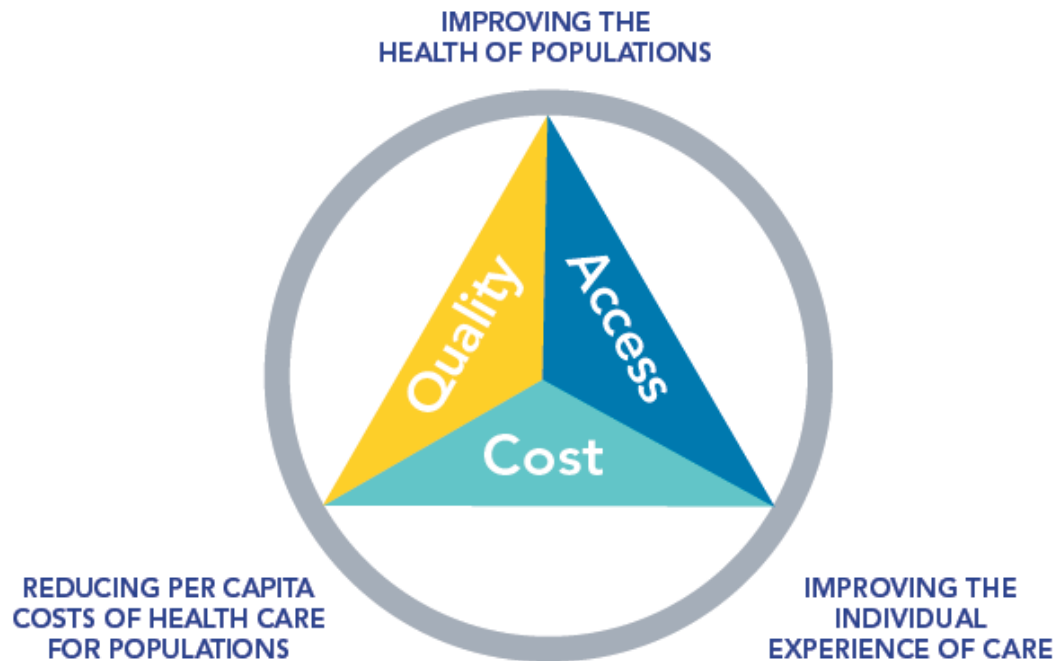 IMPROVING THE
HEALTH OF POPULATIONS
Quality
Access
Cost
REDUCING PER CAPITA
COSTS OF HEALTH CARE
FOR POPULATIONS
IMPROVING THE
INDIVIDUAL
EXPERIENCE OF CARE